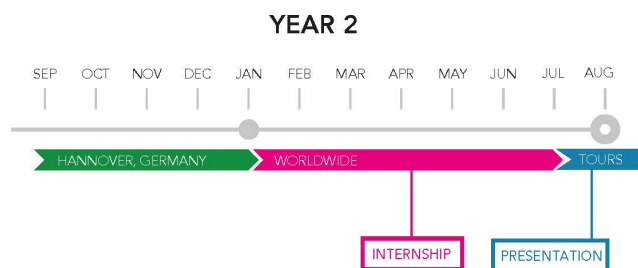 YEAR 2
SEP OCT NOV DEC JAN FEB MAR APR MAY JUN JUL AUG
HANNOVER, GERMANY WORLDWIDE TOURS
INTERNSHIP PRESENTATION